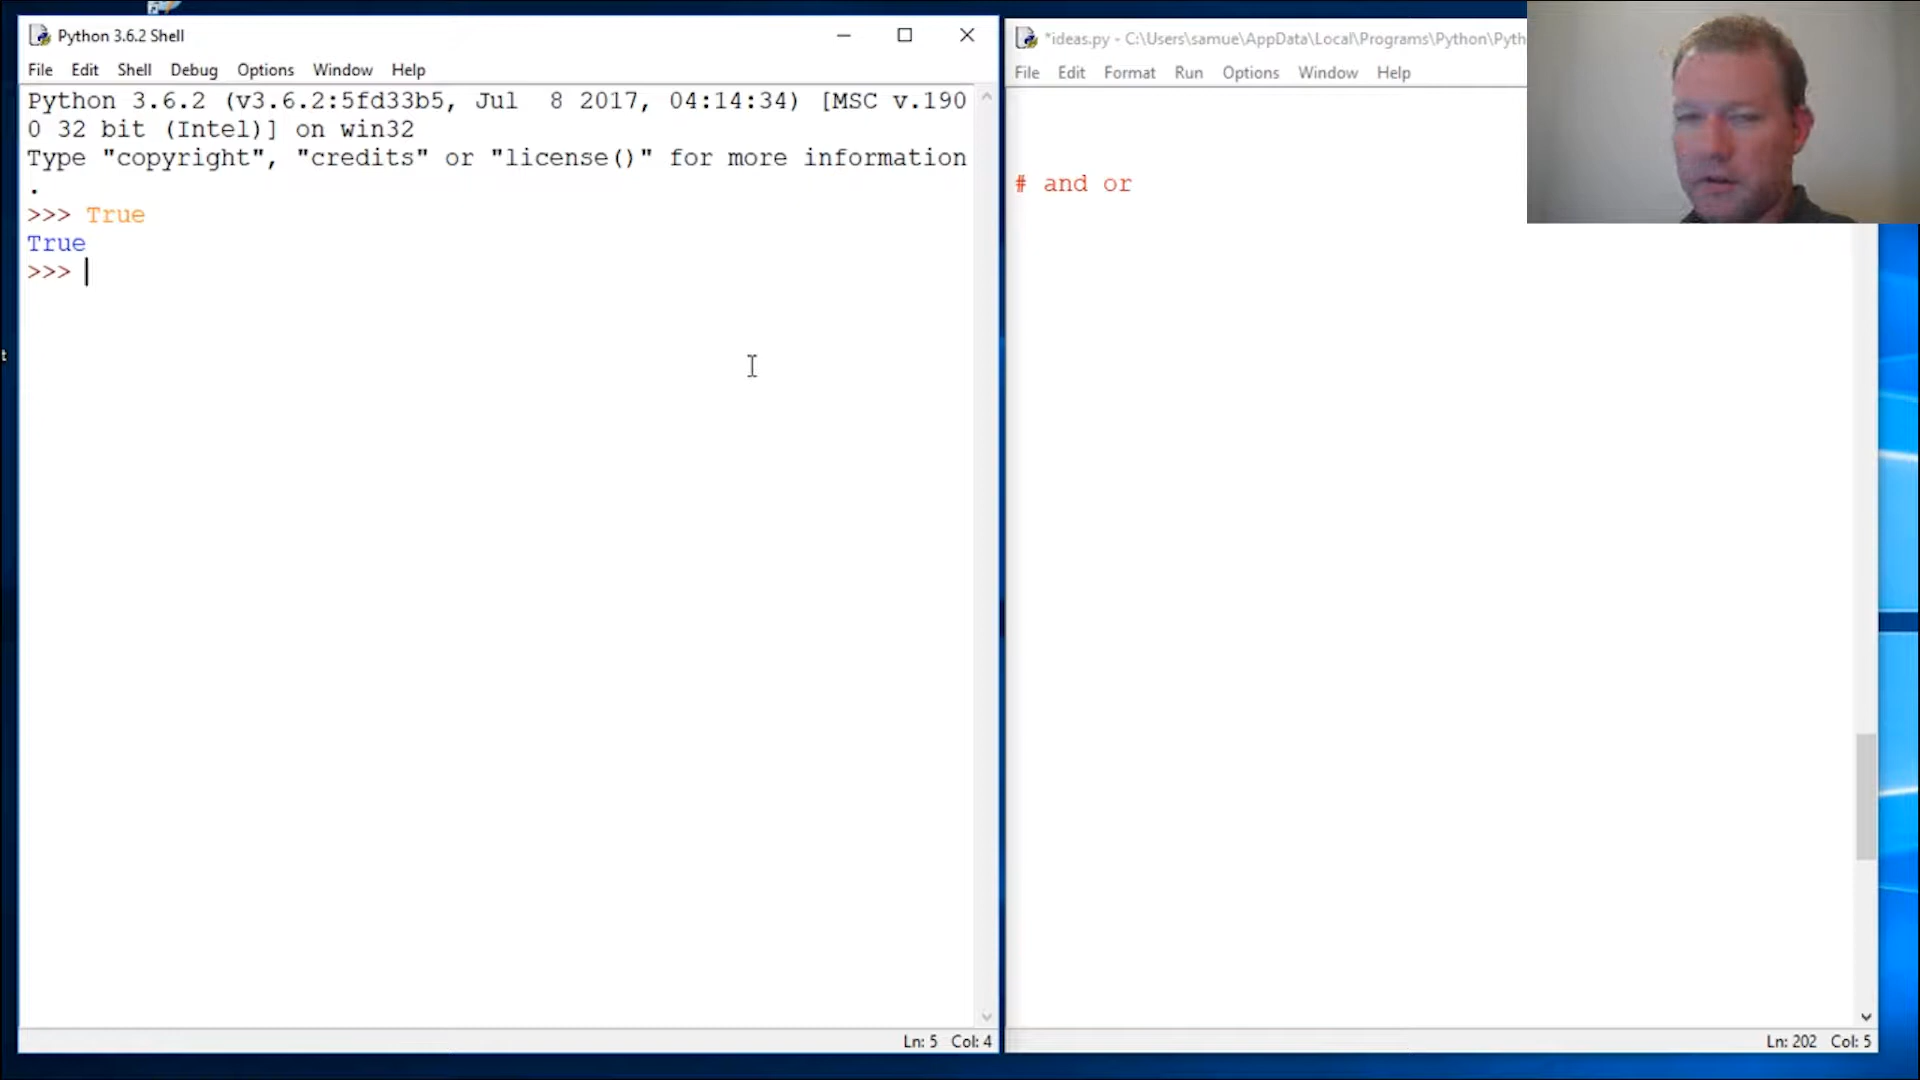 Python 3.6.2 Shell
File Edit Shell Debug Options Window Help
Python 3.6.2 (v3.6.2:5fd33b5, Jul  8 2017, 04:14:34) [MSC v.190
0 32 bit (Intel)] on win32
Type "copyright", "credits" or "license()" for more information
.
>>> True
True
>>>
Ln: 5 Col: 4
*ideas.py - C:\Users\samue\AppData\Local\Programs\Python\Pyth
File Edit Format Run Options Window Help
# and or
Ln: 202 Col: 5
t